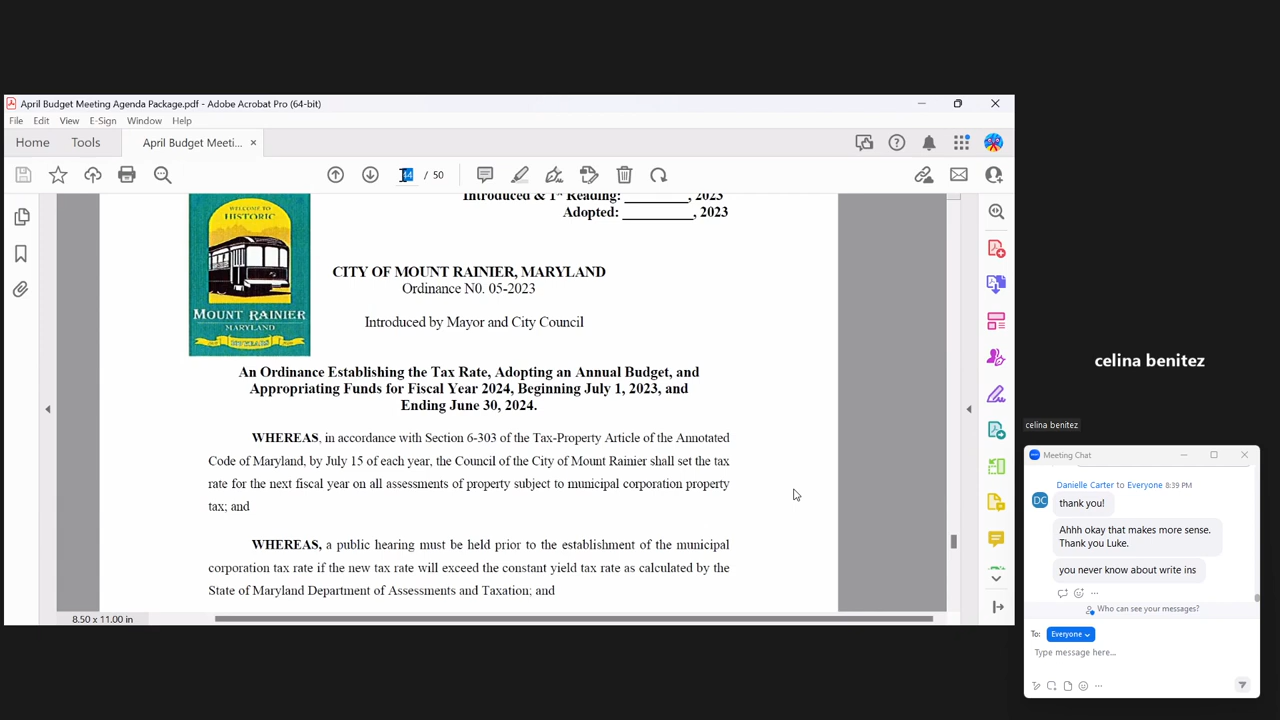 April Budget Meeting Agenda Package.pdf - Adobe Acrobat Pro (64-bit)
File Edit View E-Sign Window Help
Home Tools April Budget Meeti... ×
44 / 50
Introduced & 1st Reading: ________, 2023
Adopted: __________, 2023
WELCOME TO
HISTORIC
MOUNT RAINIER
MARYLAND
CITY OF MOUNT RAINIER, MARYLAND
Ordinance N0. 05-2023
Introduced by Mayor and City Council
An Ordinance Establishing the Tax Rate, Adopting an Annual Budget, and
Appropriating Funds for Fiscal Year 2024, Beginning July 1, 2023, and
Ending June 30, 2024.
WHEREAS, in accordance with Section 6-303 of the Tax-Property Article of the Annotated
Code of Maryland, by July 15 of each year, the Council of the City of Mount Rainier shall set the tax
rate for the next fiscal year on all assessments of property subject to municipal corporation property
tax; and
WHEREAS, a public hearing must be held prior to the establishment of the municipal
corporation tax rate if the new tax rate will exceed the constant yield tax rate as calculated by the
State of Maryland Department of Assessments and Taxation; and
8.50 x 11.00 in
celina benitez
celina benitez
Meeting Chat
Danielle Carter to Everyone 8:39 PM
DC
thank you!
Ahhh okay that makes more sense.
Thank you Luke.
you never know about write ins
Who can see your messages?
To: Everyone
Type message here...